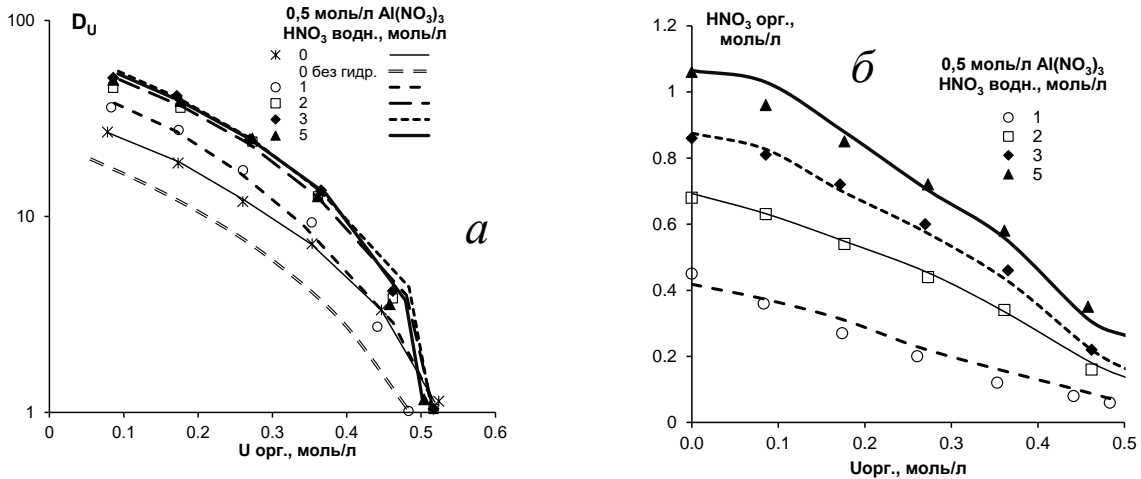 D_U
0,5 моль/л Al(NO₃)₃
HNO₃ водн., моль/л
0
0 без гидр.
1
2
3
5
100
10
1
а
0
0.1
0.2
0.3
0.4
0.5
0.6
U орг., моль/л
HNO₃ орг.,
моль/л
б
0,5 моль/л Al(NO₃)₃
HNO₃ водн., моль/л
1
2
3
5
1.2
1
0.8
0.6
0.4
0.2
0
0.0
0.1
0.2
0.3
0.4
0.5
Uорг., моль/л